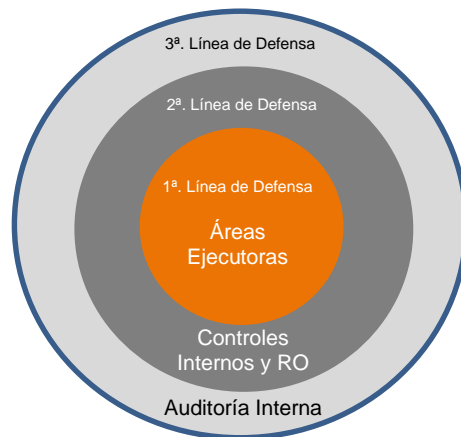 3ª. Línea de Defensa
2ª. Línea de Defensa
1ª. Línea de Defensa
Áreas
Ejecutoras
Controles
Internos y RO
Auditoría Interna